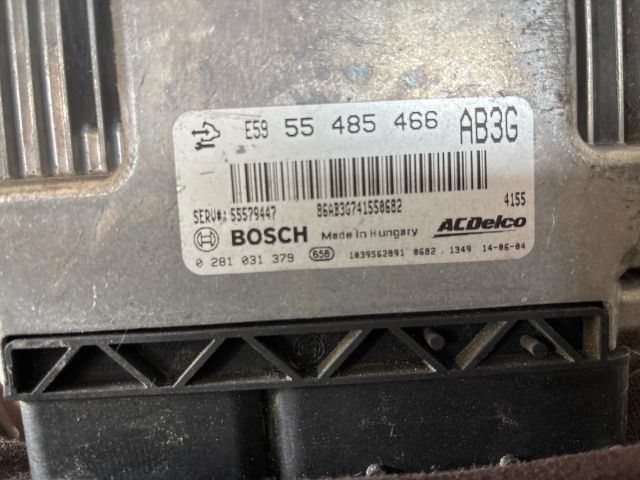 E59 55 485 466 AB3G
SERV#: 55579447 86AB3G741550682 4155
BOSCH Made in Hungary ACDelco
0 281 031 379 658 1039S62891 0682 . 1349 14-06-04